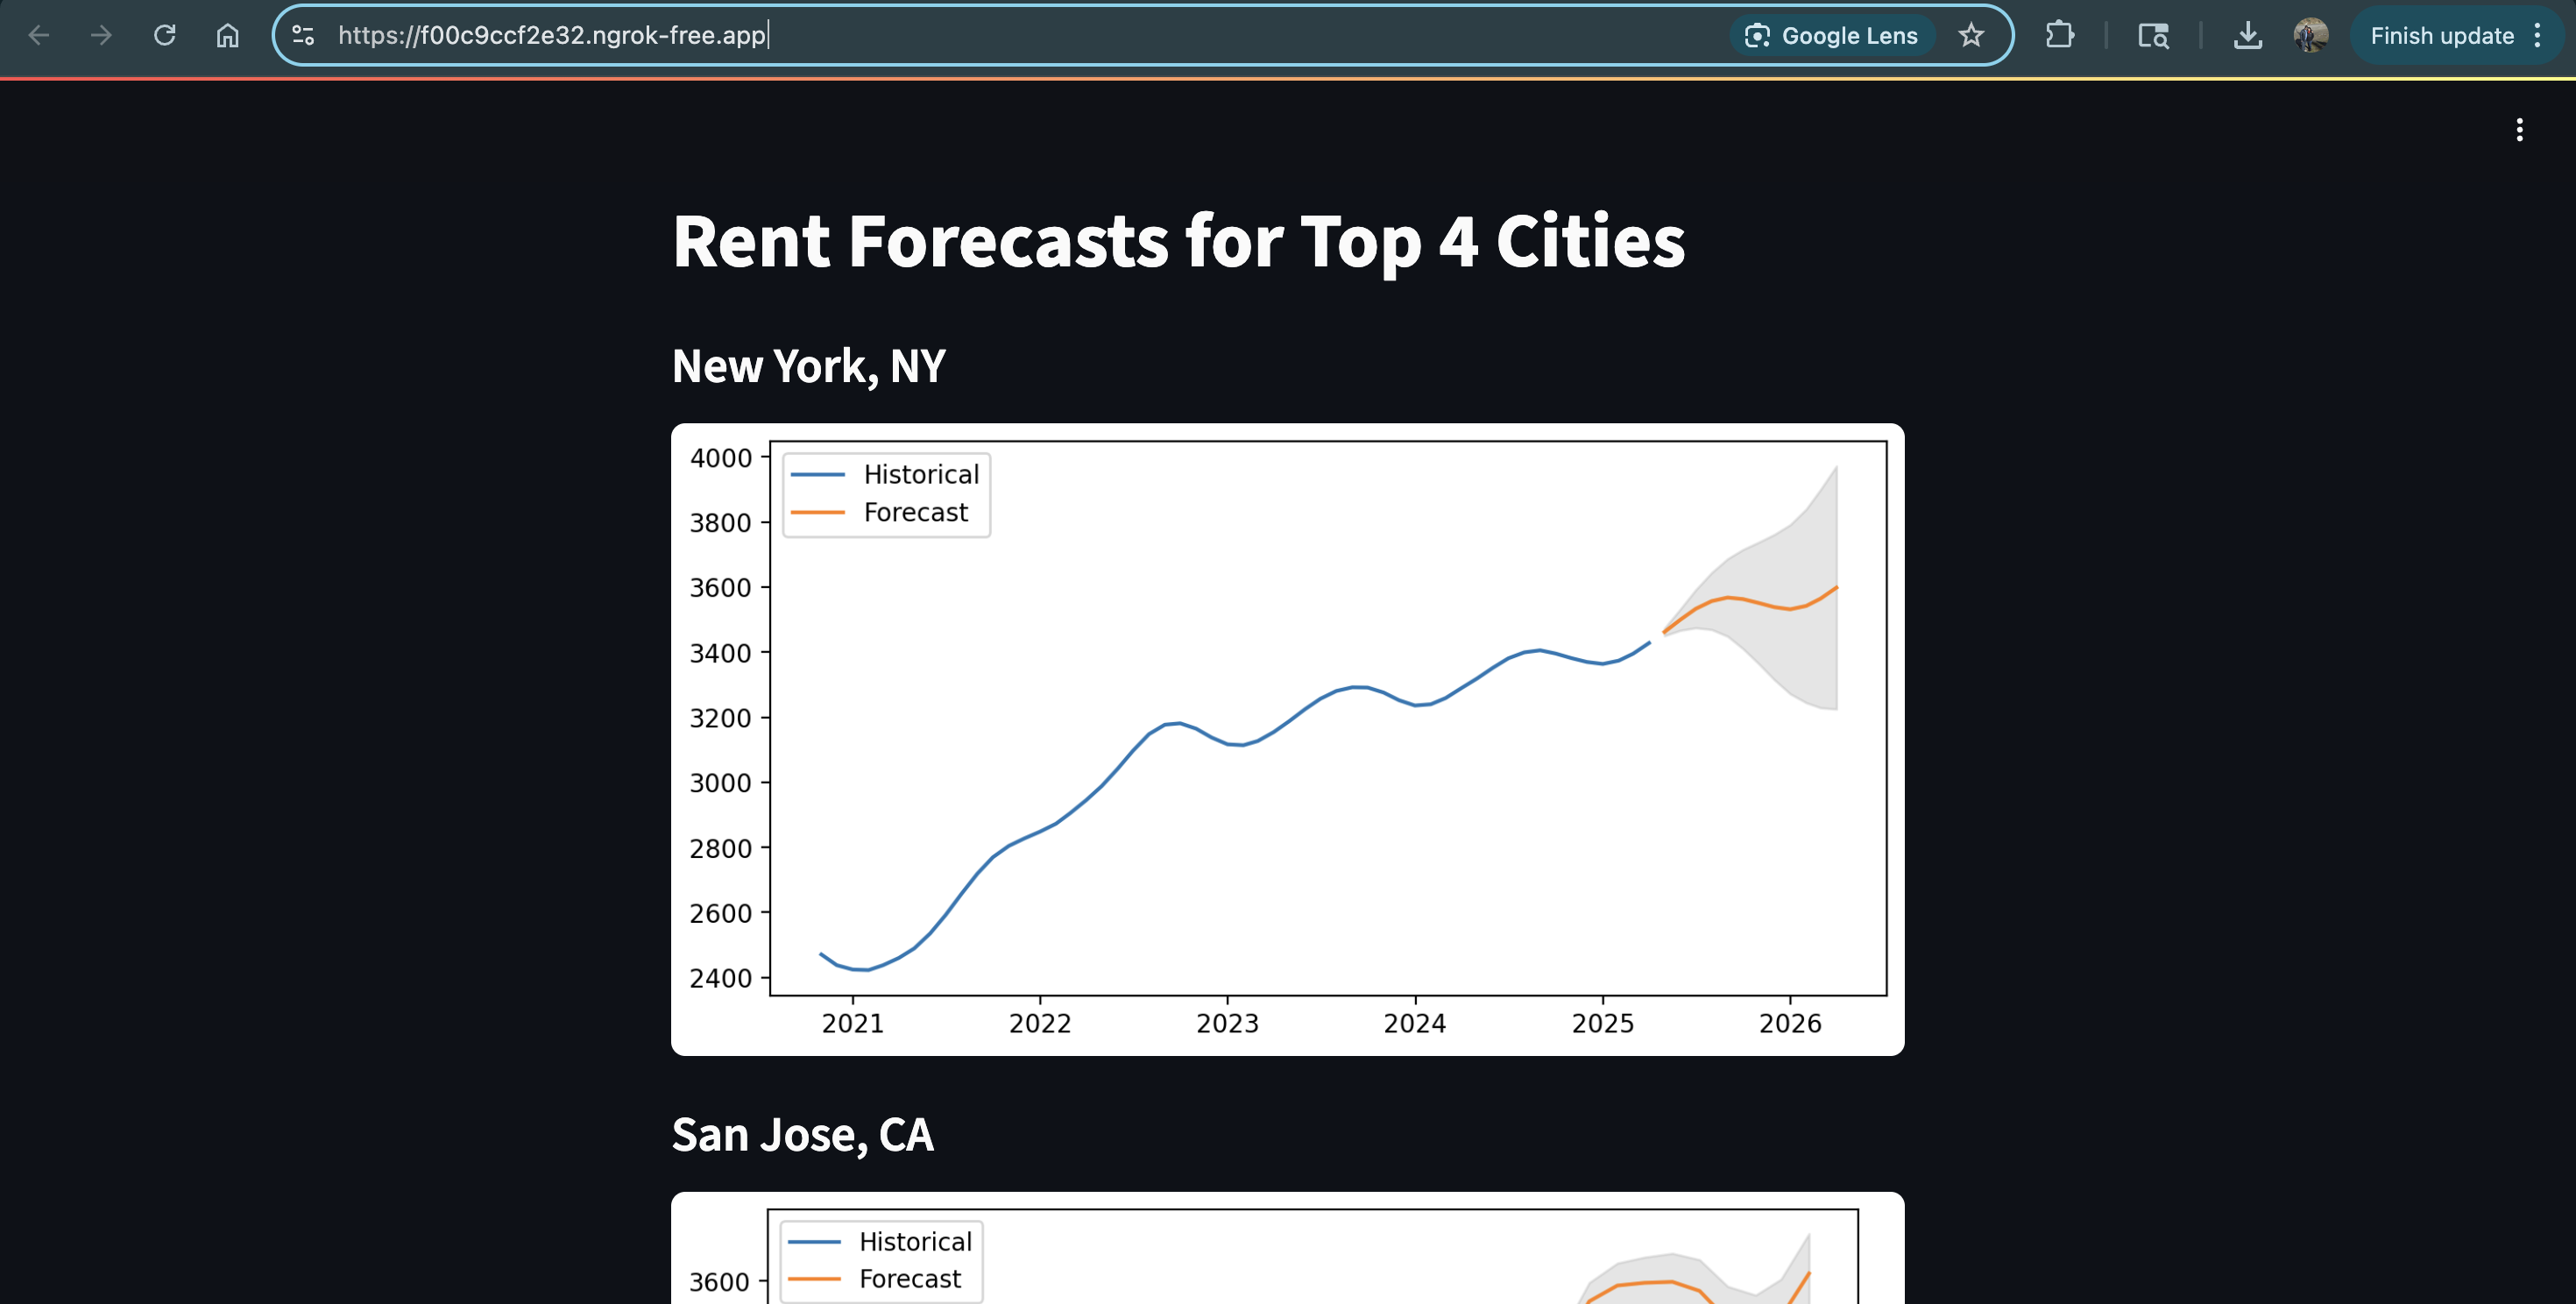 https://f00c9ccf2e32.ngrok-free.app
Google Lens
Finish update
Rent Forecasts for Top 4 Cities
New York, NY
Historical
Forecast
4000
3800
3600
3400
3200
3000
2800
2600
2400
2021 2022 2023 2024 2025 2026
San Jose, CA
Historical
Forecast
3600